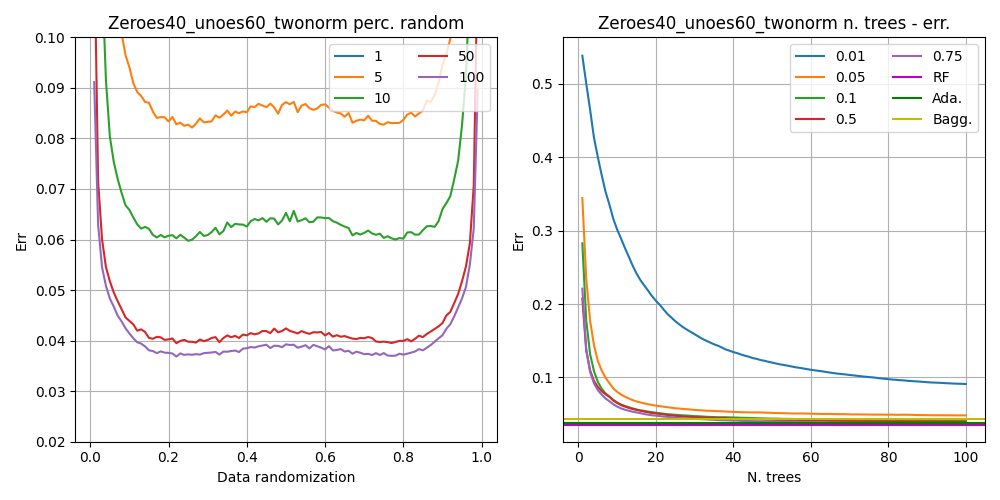 Zeroes40_unoes60_twonorm perc. random
0.10
0.09
0.08
0.07
0.06
0.05
0.04
0.03
0.02
Err
0.0 0.2 0.4 0.6 0.8 1.0
Data randomization
1 50
5 100
10
Zeroes40_unoes60_twonorm n. trees - err.
0.5
0.4
0.3
0.2
0.1
Err
0 20 40 60 80 100
N. trees
0.01 0.75
0.05 RF
0.1 Ada.
0.5 Bagg.